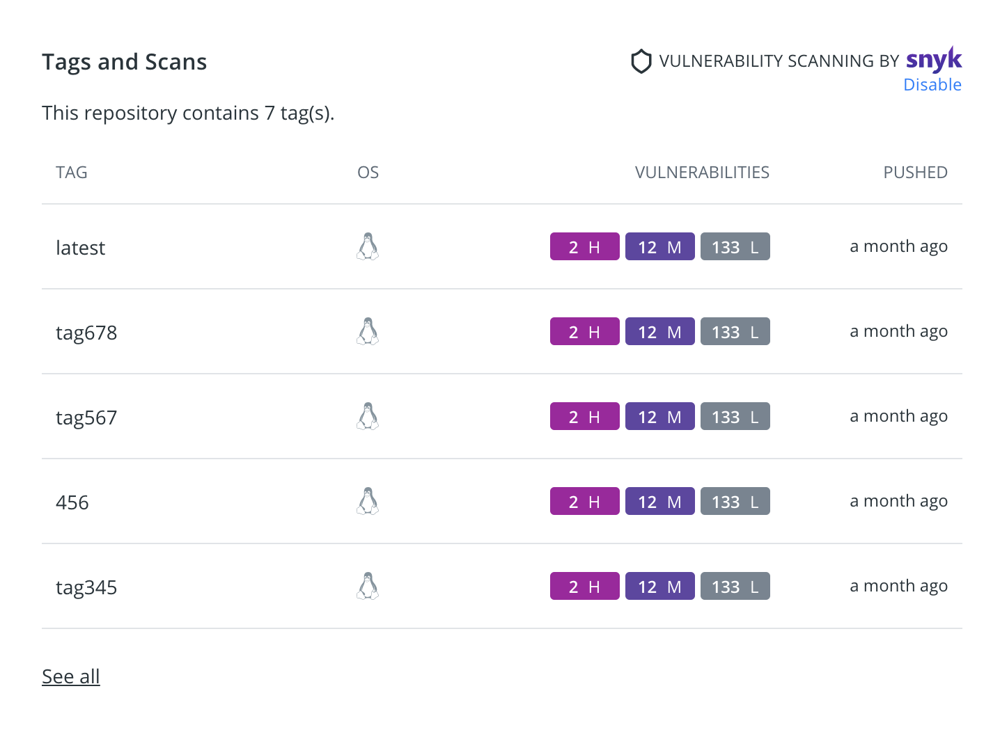 Tags and Scans
VULNERABILITY SCANNING BY snyk
Disable
This repository contains 7 tag(s).
TAG OS VULNERABILITIES PUSHED
latest 2 H 12 M 133 L a month ago
tag678 2 H 12 M 133 L a month ago
tag567 2 H 12 M 133 L a month ago
456 2 H 12 M 133 L a month ago
tag345 2 H 12 M 133 L a month ago
See all